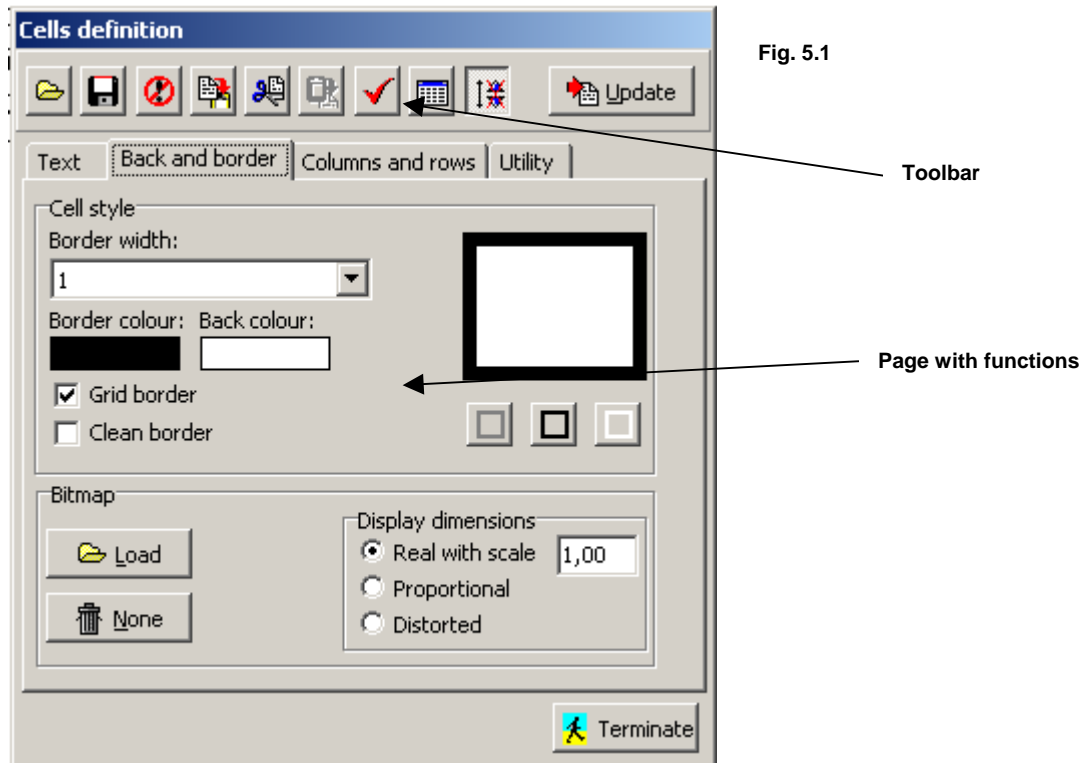 Cells definition
Fig. 5.1
Update
Toolbar
Text Back and border Columns and rows Utility
Cell style
Border width:
1
Border colour: Back colour:
Page with functions
Grid border
Clean border
Bitmap
Display dimensions
Load
Real with scale 1,00
Proportional
None
Distorted
Terminate